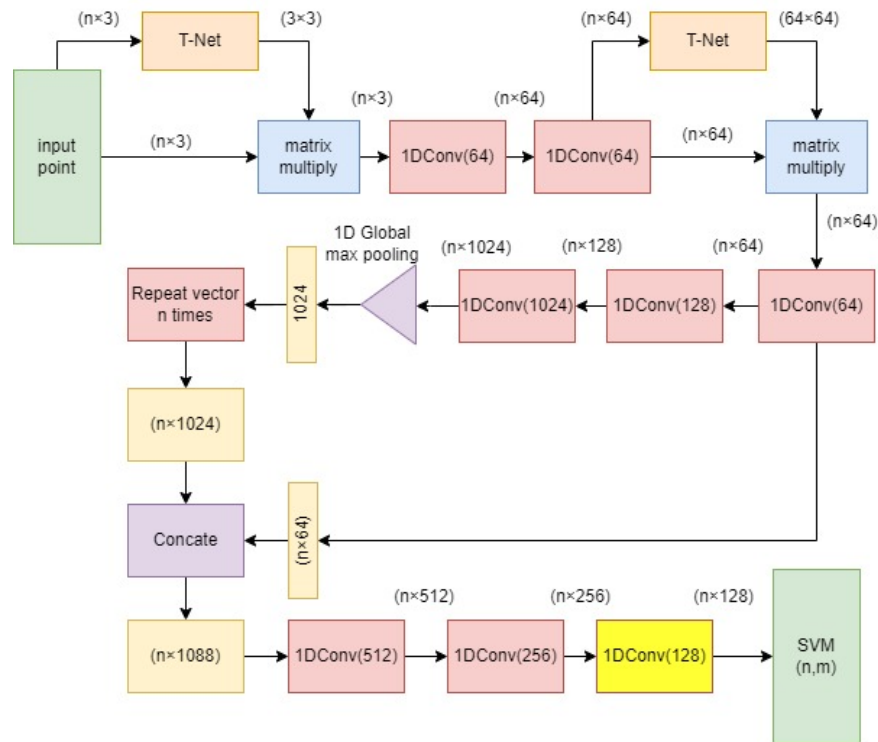 (n×3)
T-Net
(3×3)
(n×64)
T-Net
(64×64)
input
point
(n×3)
matrix
multiply
(n×3)
1DConv(64)
(n×64)
1DConv(64)
(n×64)
matrix
multiply
(n×64)
1DConv(64)
(n×64)
1DConv(128)
(n×128)
1DConv(1024)
(n×1024)
1D Global
max pooling
1024
Repeat vector
n times
(n×1024)
Concate
(n×64)
(n×1088)
1DConv(512)
(n×512)
1DConv(256)
(n×256)
1DConv(128)
(n×128)
SVM
(n,m)